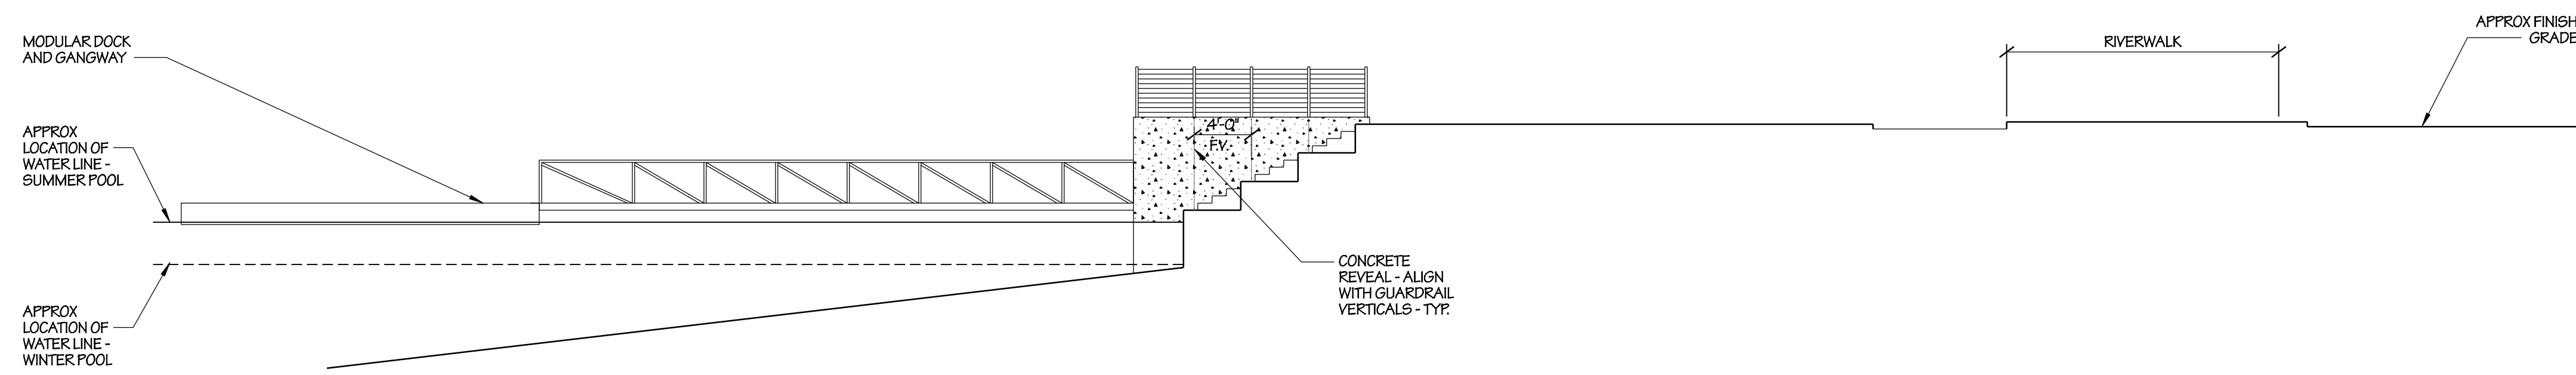 MODULAR DOCK
AND GANGWAY
APPROX
LOCATION OF
WATER LINE -
SUMMER POOL
APPROX
LOCATION OF
WATER LINE -
WINTER POOL
4'-0"
F.V.
CONCRETE
REVEAL - ALIGN
WITH GUARDRAIL
VERTICALS - TYP.
RIVERWALK
APPROX FINISH
GRADE